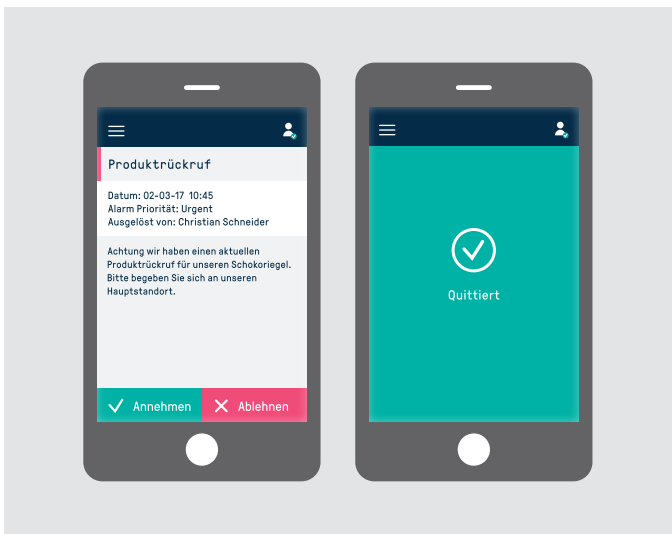 Produktrückruf
Datum: 02-03-17 10:45
Alarm Priorität: Urgent
Ausgelöst von: Christian Schneider
Achtung wir haben einen aktuellen
Produktrückruf für unseren Schokoriegel.
Bitte begeben Sie sich an unseren
Hauptstandort.
Annehmen
Ablehnen
Quittiert